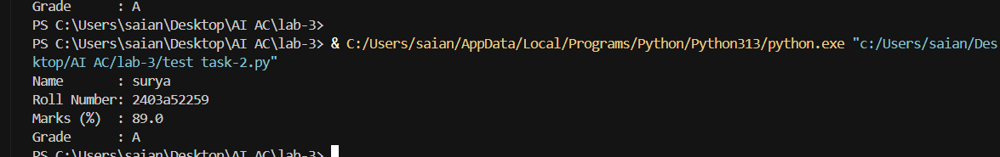 Grade      : A
PS C:\Users\saian\Desktop\AI AC\lab-3>
PS C:\Users\saian\Desktop\AI AC\lab-3> & C:/Users/saian/AppData/Local/Programs/Python/Python313/python.exe "c:/Users/saian/Des
ktop/AI AC/lab-3/test task-2.py"
Name       : surya
Roll Number: 2403a52259
Marks (%)  : 89.0
Grade      : A
PS C:\Users\saian\Desktop\AI AC\lab-3>